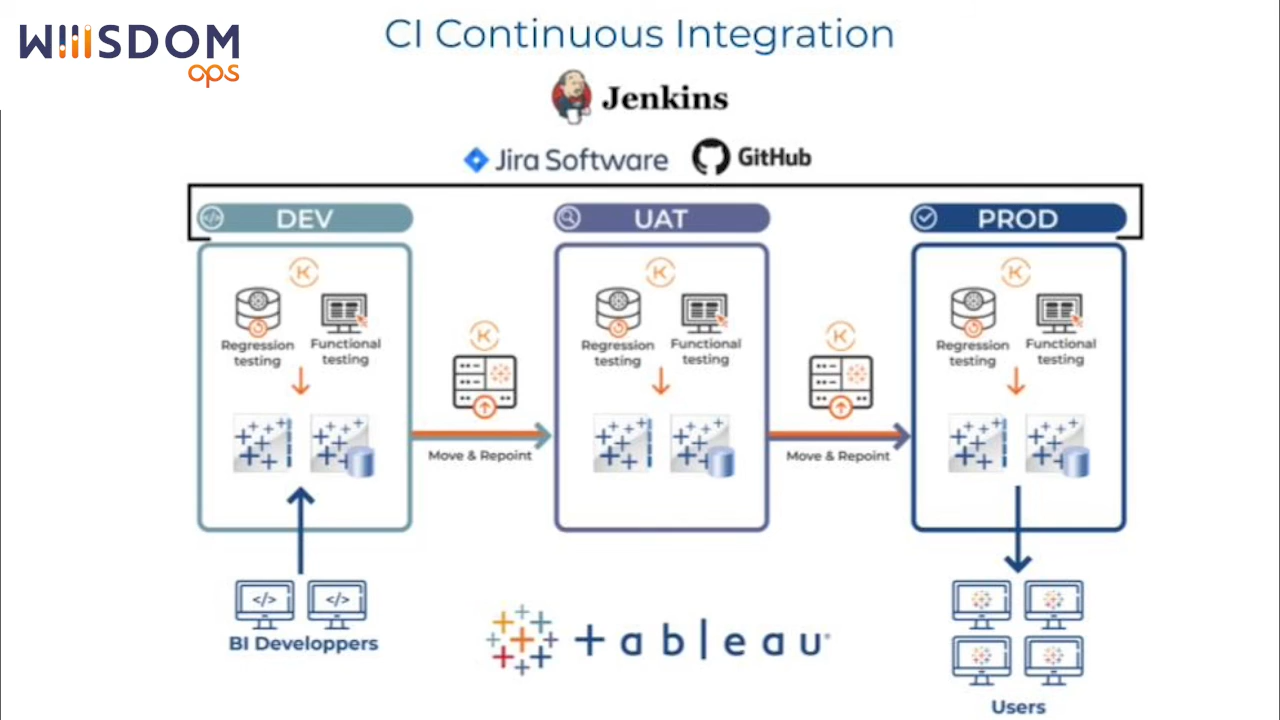 WIIISDOM
ops
CI Continuous Integration
Jenkins
Jira Software
GitHub
</> DEV
UAT
PROD
K
K
K
Regression
testing
Functional
testing
Regression
testing
Functional
testing
Regression
testing
Functional
testing
K
K
Move & Repoint
Move & Repoint
</>
</>
BI Developpers
+ableau®
Users